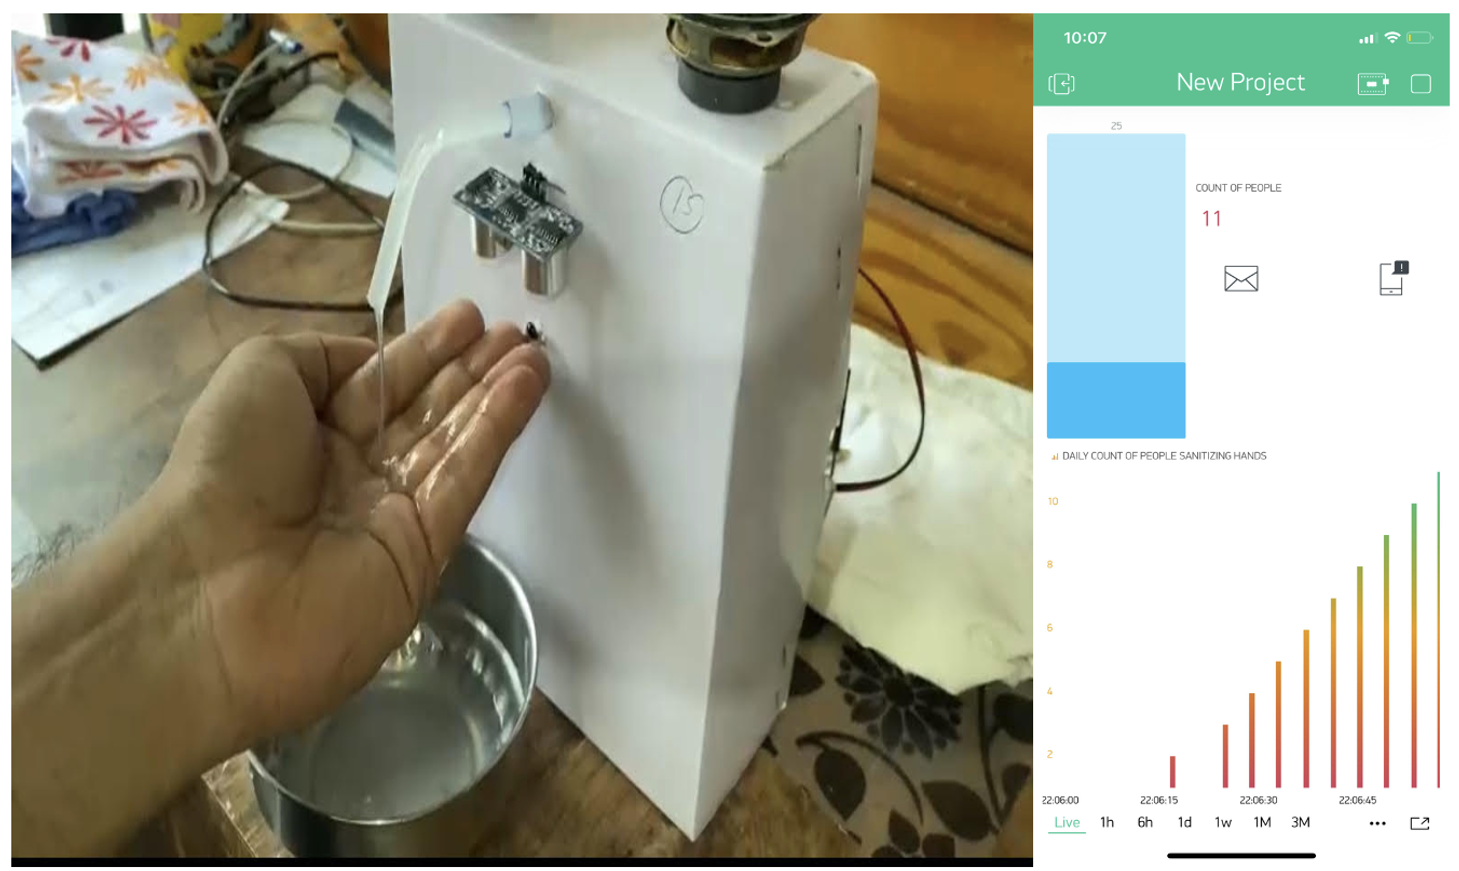 15
10:07
New Project
25
COUNT OF PEOPLE
11
!
DAILY COUNT OF PEOPLE SANITIZING HANDS
10
8
6
4
2
22:06:00 22:06:15 22:06:30 22:06:45
Live 1h 6h 1d 1w 1M 3M